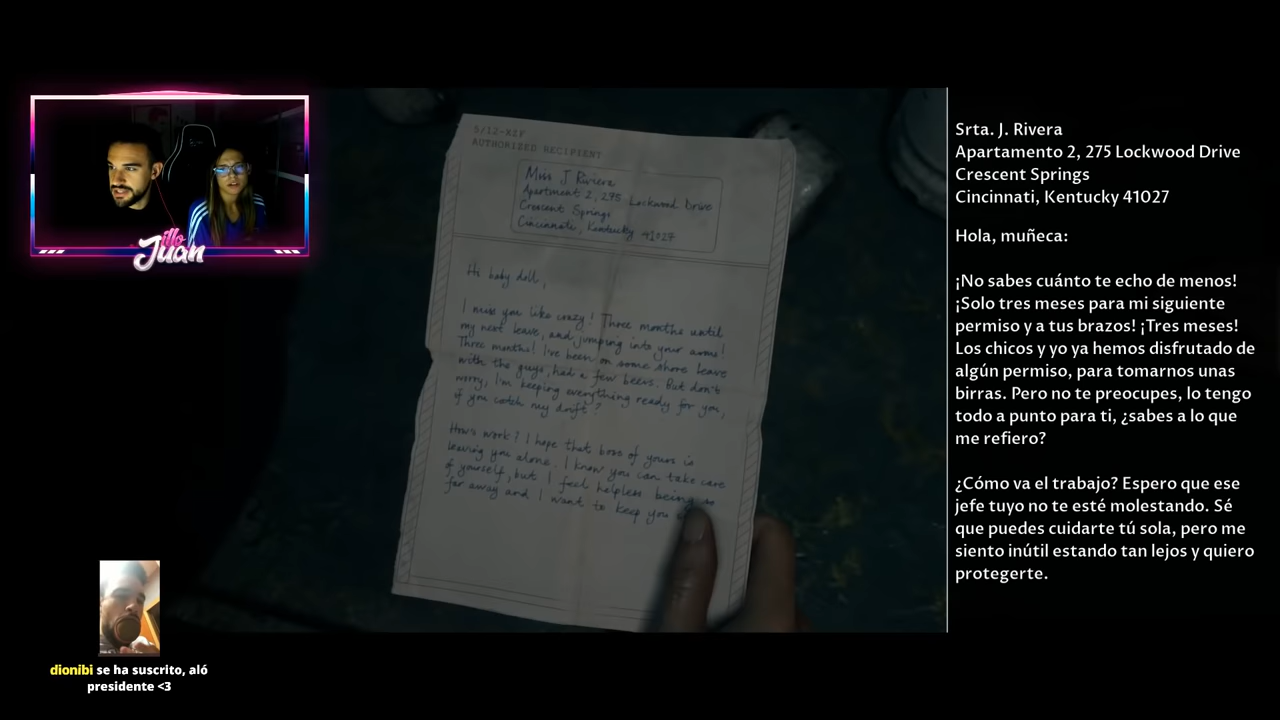 illo
Juan
5/12-X2F
AUTHORIZED RECIPIENT
Miss J Rivera
Apartment 2, 275 Lockwood Drive
Crescent Springs
Cincinnati, Kentucky 41027
Hi baby doll,
I miss you like crazy! Three months until
my next leave, and jumping into your arms!
Three months! I've been on some shore leave
with the guys, had a few beers. But don't
worry, I'm keeping everything ready for you,
if you catch my drift?
How's work? I hope that boss of yours is
leaving you alone. I know you can take care
of yourself, but I feel helpless being so
far away and I want to keep you
Srta. J. Rivera
Apartamento 2, 275 Lockwood Drive
Crescent Springs
Cincinnati, Kentucky 41027
Hola, muñeca:
¡No sabes cuánto te echo de menos!
¡Solo tres meses para mi siguiente
permiso y a tus brazos! ¡Tres meses!
Los chicos y yo ya hemos disfrutado de
algún permiso, para tomarnos unas
birras. Pero no te preocupes, lo tengo
todo a punto para ti, ¿sabes a lo que
me refiero?
¿Cómo va el trabajo? Espero que ese
jefe tuyo no te esté molestando. Sé
que puedes cuidarte tú sola, pero me
siento inútil estando tan lejos y quiero
protegerte.
dionibi se ha suscrito, aló
presidente <3